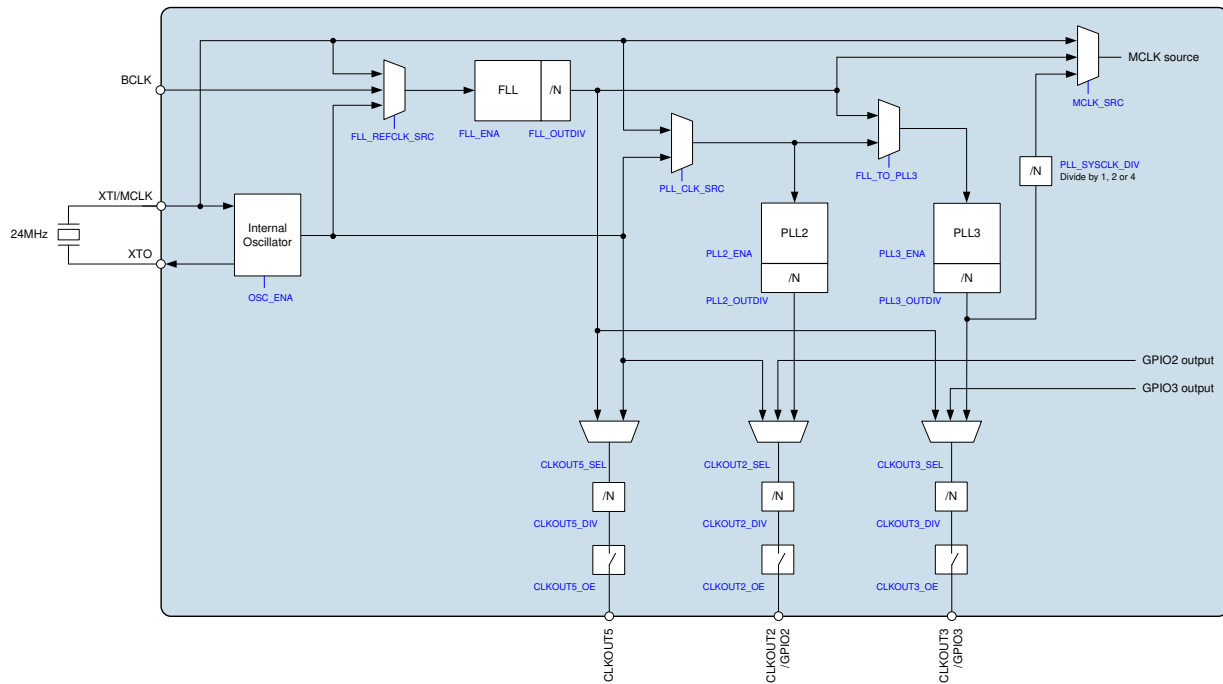 MCLK source
BCLK
FLL
/N
MCLK_SRC
FLL_REFCLK_SRC
FLL_ENA
FLL_OUTDIV
PLL_CLK_SRC
FLL_TO_PLL3
/N
PLL_SYSCLK_DIV
Divide by 1, 2 or 4
XTI/MCLK
24MHz
XTO
Internal
Oscillator
OSC_ENA
PLL2
PLL2_ENA
/N
PLL2_OUTDIV
PLL3
PLL3_ENA
/N
PLL3_OUTDIV
GPIO2 output
GPIO3 output
CLKOUT5_SEL
CLKOUT2_SEL
CLKOUT3_SEL
/N
/N
/N
CLKOUT5_DIV
CLKOUT2_DIV
CLKOUT3_DIV
CLKOUT5_OE
CLKOUT2_OE
CLKOUT3_OE
CLKOUT5
CLKOUT2
/GPIO2
CLKOUT3
/GPIO3